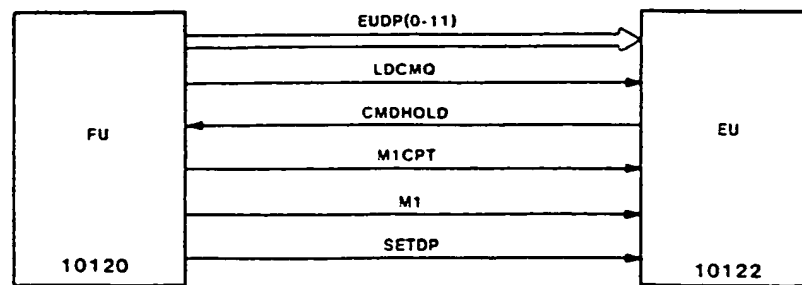 EUDP(0-11)
LDCMQ
CMDHOLD
FU
EU
M1CPT
M1
SETDP
10120
10122